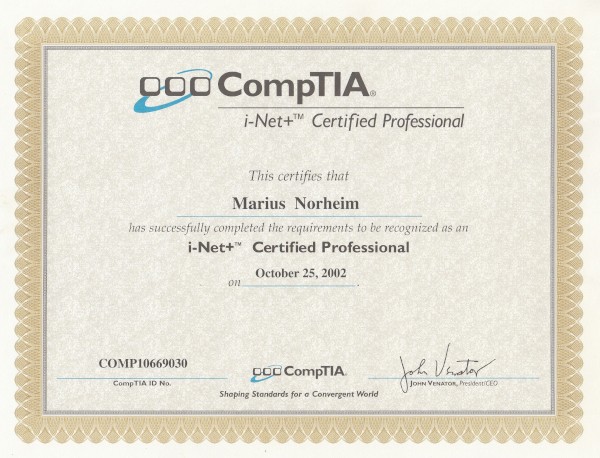 CompTIA®
i-Net+™ Certified Professional
This certifies that
Marius Norheim
has successfully completed the requirements to be recognized as an
i-Net+™ Certified Professional
on October 25, 2002.
COMP10669030
CompTIA ID No.
CompTIA.
Shaping Standards for a Convergent World
John Venator
JOHN VENATOR, President/CEO